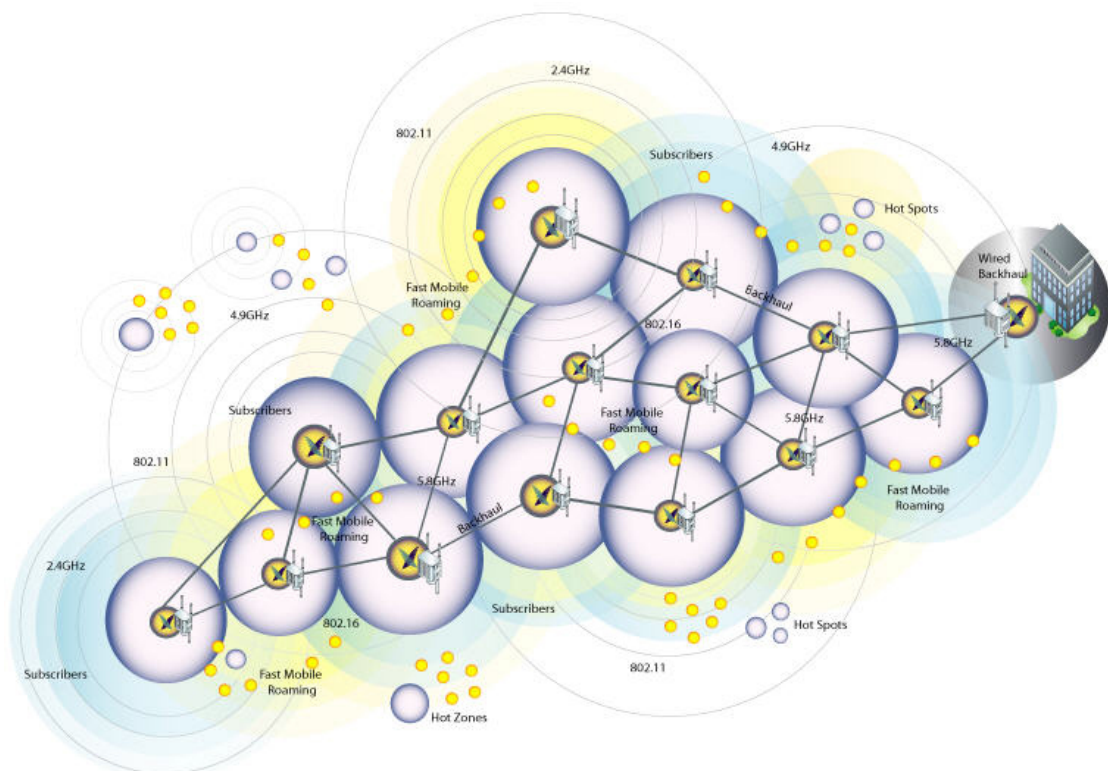 2.4GHz
802.11
4.9GHz
Subscribers
Hot Spots
Wired
Backhaul
Fast Mobile
Roaming
Backhaul
4.9GHz
802.16
5.8GHz
Subscribers
Fast Mobile
Roaming
5.8GHz
802.11
5.8GHz
Fast Mobile
Roaming
Backhaul
Fast Mobile
Roaming
2.4GHz
Subscribers
802.16
Hot Spots
802.11
Subscribers
Fast Mobile
Roaming
Hot Zones